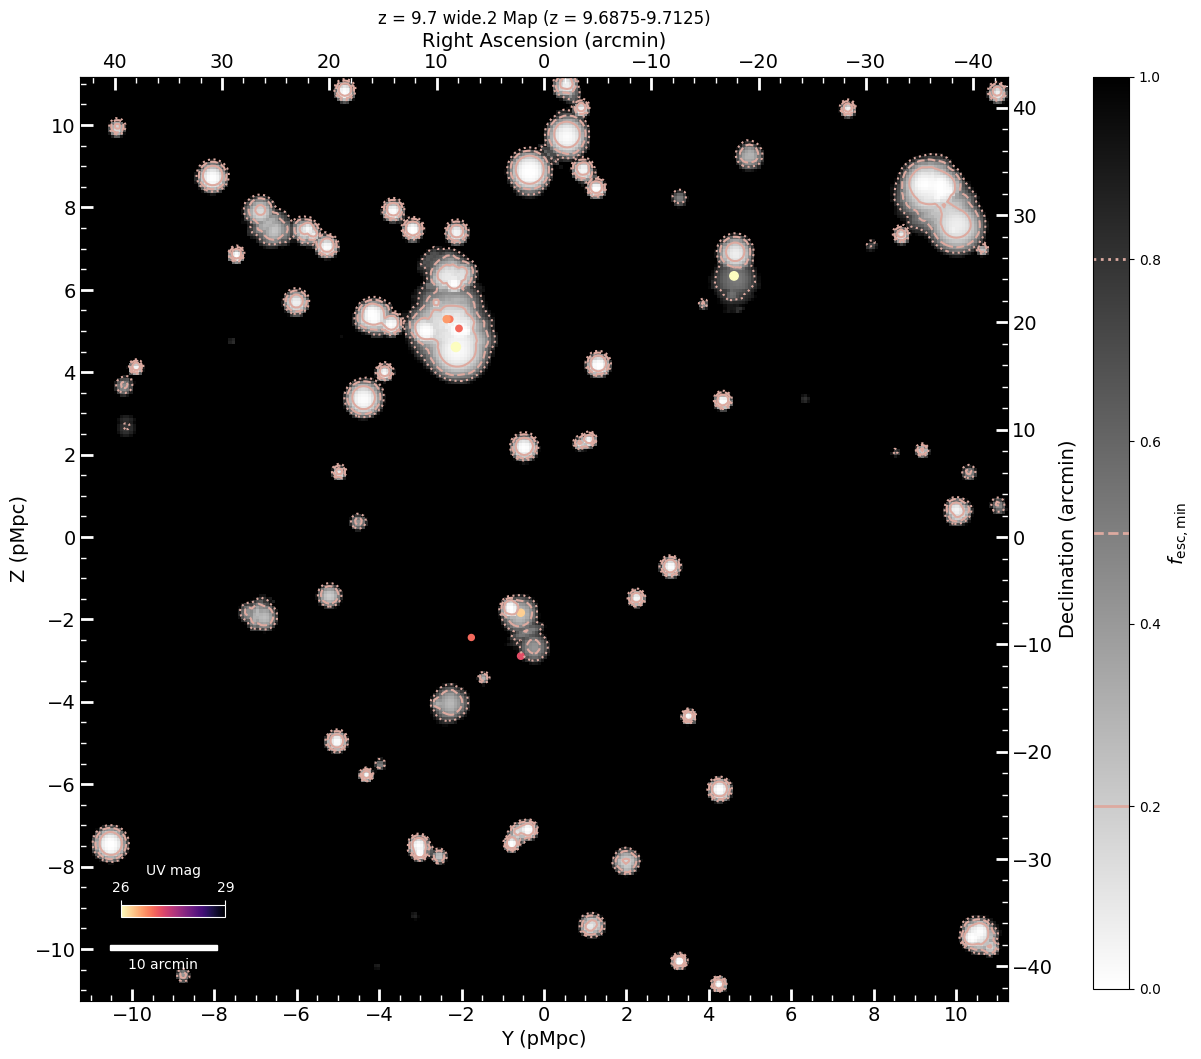 z = 9.7 wide.2 Map (z = 9.6875-9.7125)
Right Ascension (arcmin)
40 30 20 10 0 −10 −20 −30 −40
10 8 6 4 2 0 −2 −4 −6 −8 −10
Z (pMpc)
UV mag
26 29
10 arcmin
−10 −8 −6 −4 −2 0 2 4 6 8 10
Y (pMpc)
40 30 20 10 0 −10 −20 −30 −40
Declination (arcmin)
1.0 0.8 0.6 0.4 0.2 0.0
fesc, min